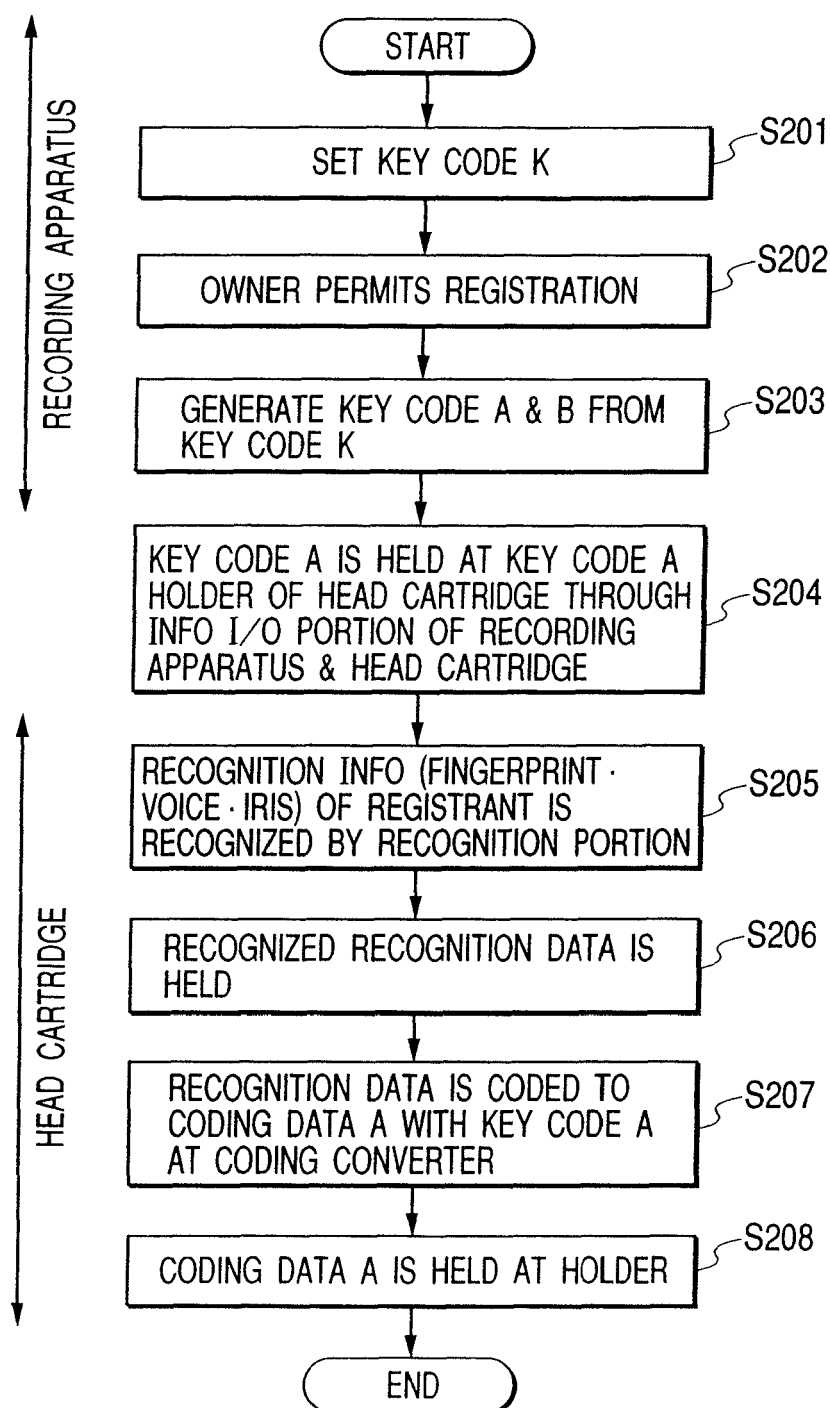 START
RECORDING APPARATUS
SET KEY CODE K
S201
OWNER PERMITS REGISTRATION
S202
GENERATE KEY CODE A & B FROM
KEY CODE K
S203
KEY CODE A IS HELD AT KEY CODE A
HOLDER OF HEAD CARTRIDGE THROUGH
INFO I/O PORTION OF RECORDING
APPARATUS & HEAD CARTRIDGE
S204
HEAD CARTRIDGE
RECOGNITION INFO (FINGERPRINT ·
VOICE · IRIS) OF REGISTRANT IS
RECOGNIZED BY RECOGNITION PORTION
S205
RECOGNIZED RECOGNITION DATA IS
HELD
S206
RECOGNITION DATA IS CODED TO
CODING DATA A WITH KEY CODE A
AT CODING CONVERTER
S207
CODING DATA A IS HELD AT HOLDER
S208
END